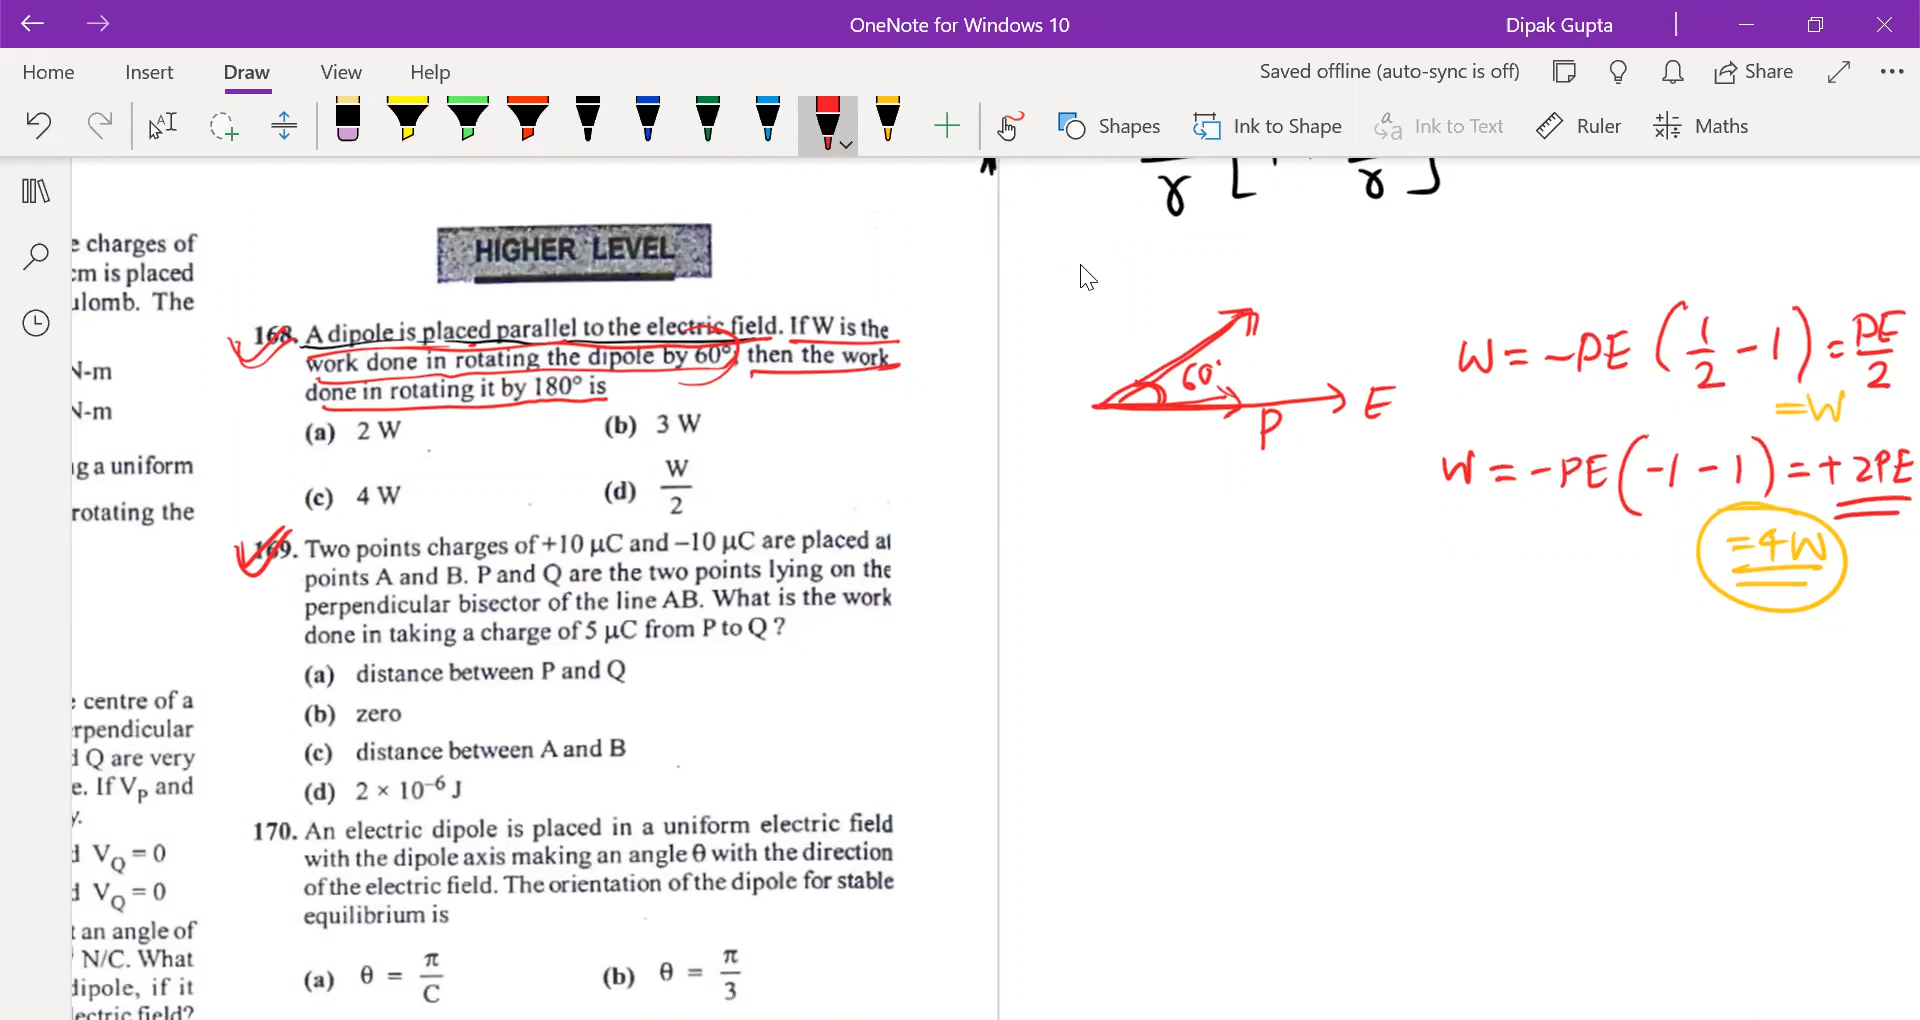 OneNote for Windows 10
Dipak Gupta
Home Insert Draw View Help
Saved offline (auto-sync is off)
Share
Shapes
Ink to Shape
Ink to Text
Ruler
Maths
e charges of
cm is placed
ulomb. The
N-m
N-m
ng a uniform
rotating the
e centre of a
rpendicular
d Q are very
e. If VP and
y.
d VQ = 0
d VQ = 0
t an angle of
N/C. What
dipole, if it
lectric field?
HIGHER LEVEL
168. A dipole is placed parallel to the electric field. If W is the
work done in rotating the dipole by 60°, then the work
done in rotating it by 180° is
(a) 2 W (b) 3 W
(c) 4 W (d) W/2
169. Two points charges of +10 μC and –10 μC are placed at
points A and B. P and Q are the two points lying on the
perpendicular bisector of the line AB. What is the work
done in taking a charge of 5 μC from P to Q ?
(a) distance between P and Q
(b) zero
(c) distance between A and B
(d) 2 × 10⁻⁶ J
170. An electric dipole is placed in a uniform electric field
with the dipole axis making an angle θ with the direction
of the electric field. The orientation of the dipole for stable
equilibrium is
(a) θ = π/C (b) θ = π/3
60°
P
E
W = -PE (1/2 - 1) = PE/2
= W
W = -PE (-1 - 1) = +2PE
= 4W